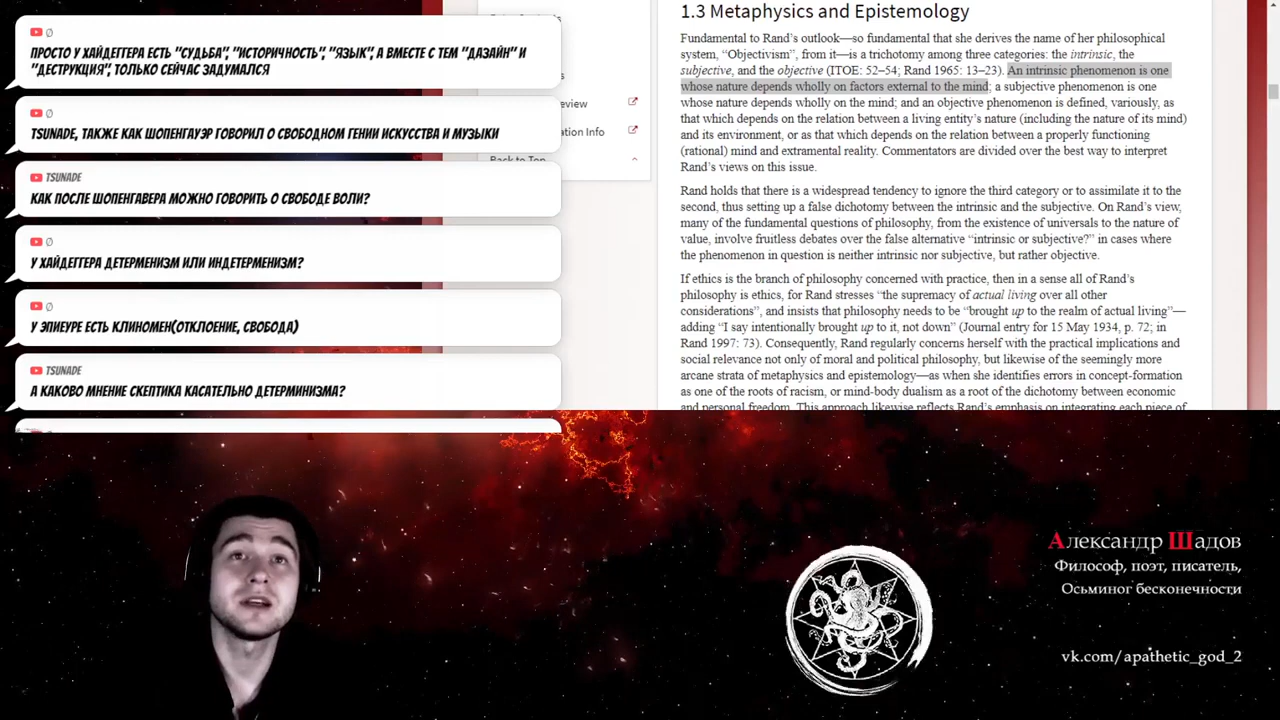 Ø
ПРОСТО У ХАЙДЕГГЕРА ЕСТЬ "СУДЬБА", "ИСТОРИЧНОСТЬ", "ЯЗЫК", А ВМЕСТЕ С ТЕМ "ДАЗАЙН" И
"ДЕСТРУКЦИЯ", ТОЛЬКО СЕЙЧАС ЗАДУМАЛСЯ
Ø
TSUNADE, ТАКЖЕ КАК ШОПЕНГАУЭР ГОВОРИЛ О СВОБОДНОМ ГЕНИИ ИСКУССТВА И МУЗЫКИ
TSUNADE
КАК ПОСЛЕ ШОПЕНГАВЕРА МОЖНО ГОВОРИТЬ О СВОБОДЕ ВОЛИ?
Ø
У ХАЙДЕГГЕРА ДЕТЕРМЕНИЗМ ИЛИ ИНДЕТЕРМЕНИЗМ?
Ø
У ЭПИЕУРЕ ЕСТЬ КЛИНОМЕН(ОТКЛОЕНИЕ, СВОБОДА)
TSUNADE
А КАКОВО МНЕНИЕ СКЕПТИКА КАСАТЕЛЬНО ДЕТЕРМИНИЗМА?
Back to Top
1.3 Metaphysics and Epistemology
Fundamental to Rand's outlook—so fundamental that she derives the name of her philosophical
system, “Objectivism”, from it—is a trichotomy among three categories: the intrinsic, the
subjective, and the objective (ITOE: 52–54; Rand 1965: 13–23). An intrinsic phenomenon is one
whose nature depends wholly on factors external to the mind; a subjective phenomenon is one
whose nature depends wholly on the mind; and an objective phenomenon is defined, variously, as
that which depends on the relation between a living entity's nature (including the nature of its mind)
and its environment, or as that which depends on the relation between a properly functioning
(rational) mind and extramental reality. Commentators are divided over the best way to interpret
Rand's views on this issue.
Rand holds that there is a widespread tendency to ignore the third category or to assimilate it to the
second, thus setting up a false dichotomy between the intrinsic and the subjective. On Rand's view,
many of the fundamental questions of philosophy, from the existence of universals to the nature of
value, involve fruitless debates over the false alternative “intrinsic or subjective?” in cases where
the phenomenon in question is neither intrinsic nor subjective, but rather objective.
If ethics is the branch of philosophy concerned with practice, then in a sense all of Rand's
philosophy is ethics, for Rand stresses “the supremacy of actual living over all other
considerations”, and insists that philosophy needs to be “brought up to the realm of actual living”—
adding “I say intentionally brought up to it, not down” (Journal entry for 15 May 1934, p. 72; in
Rand 1997: 73). Consequently, Rand regularly concerns herself with the practical implications and
social relevance not only of moral and political philosophy, but likewise of the seemingly more
arcane strata of metaphysics and epistemology—as when she identifies errors in concept-formation
as one of the roots of racism, or mind-body dualism as a root of the dichotomy between economic
and personal freedom. This approach likewise reflects Rand's emphasis on integrating each piece of
Александр Шадов
Философ, поэт, писатель,
Осьминог бесконечности
vk.com/apathetic_god_2